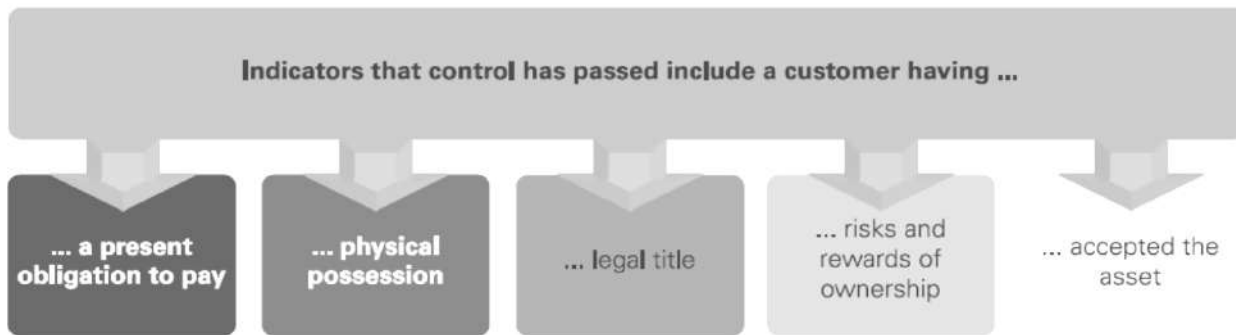 Indicators that control has passed include a customer having ...
... a present
obligation to pay
... physical
possession
... legal title
... risks and
rewards of
ownership
... accepted the
asset